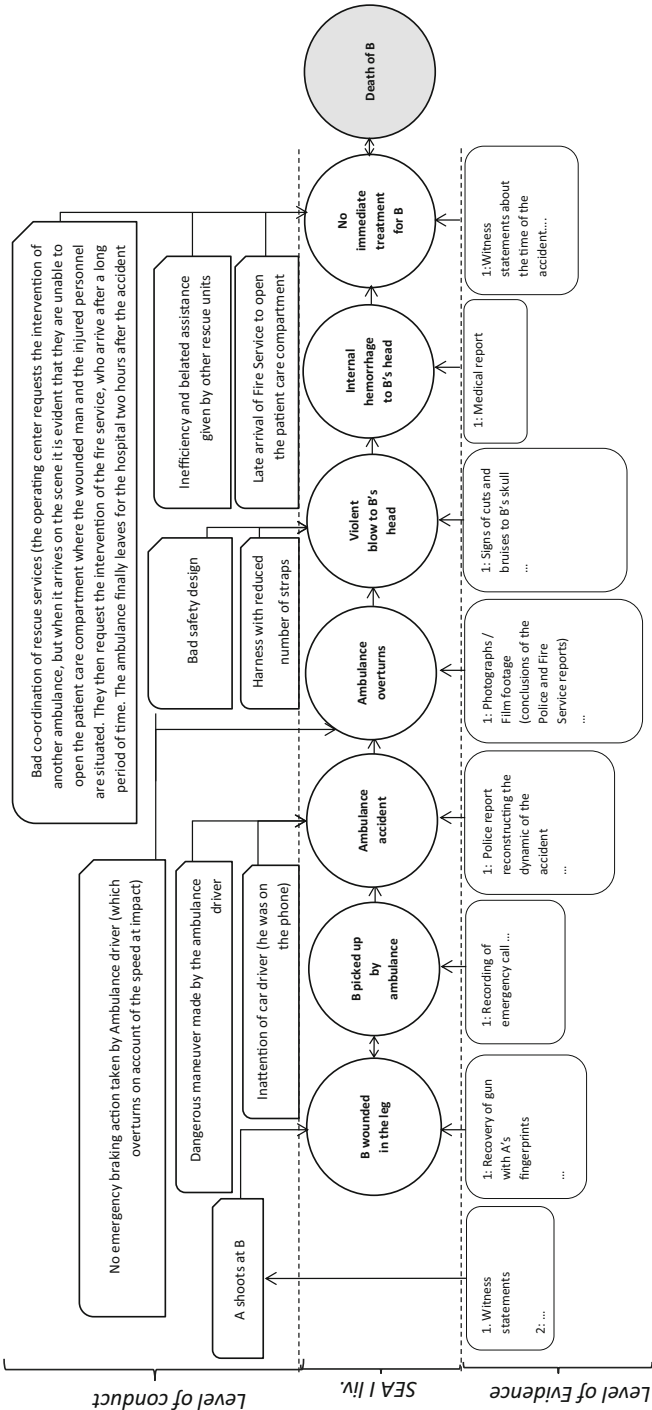 Level of conduct
No emergency braking action taken by Ambulance driver (which
overturns on account of the speed at impact)
Dangerous maneuver made by the ambulance
driver
Inattention of car driver (he was on
the phone)
A shoots at B
Bad co-ordination of rescue services (the operating center requests the intervention of
another ambulance, but when it arrives on the scene it is evident that they are unable to
open the patient care compartment where the wounded man and the injured personnel
are situated. They then request the intervention of the fire service, who arrive after a long
period of time. The ambulance finally leaves for the hospital two hours after the accident
Bad safety design
Harness with reduced
number of straps
Inefficiency and belated assistance
given by other rescue units
Late arrival of Fire Service to open
the patient care compartment
SEA I liv.
B wounded
in the leg
B picked up
by
ambulance
Ambulance
accident
Ambulance
overturns
Violent
blow to B's
head
Internal
hemorrhage
to B's head
No
immediate
treatment
for B
Death of B
Level of Evidence
1. Witness
statements
2: ...
1: Recovery of gun
with A's
fingerprints
...
1: Recording of
emergency call ...
1: Police report
reconstructing the
dynamic of the
accident
...
1: Photographs /
Film footage
(conclusions of the
Police and Fire
Service reports)
...
1: Signs of cuts and
bruises to B's skull
...
1: Medical report
1:Witness
statements about
the time of the
accident....